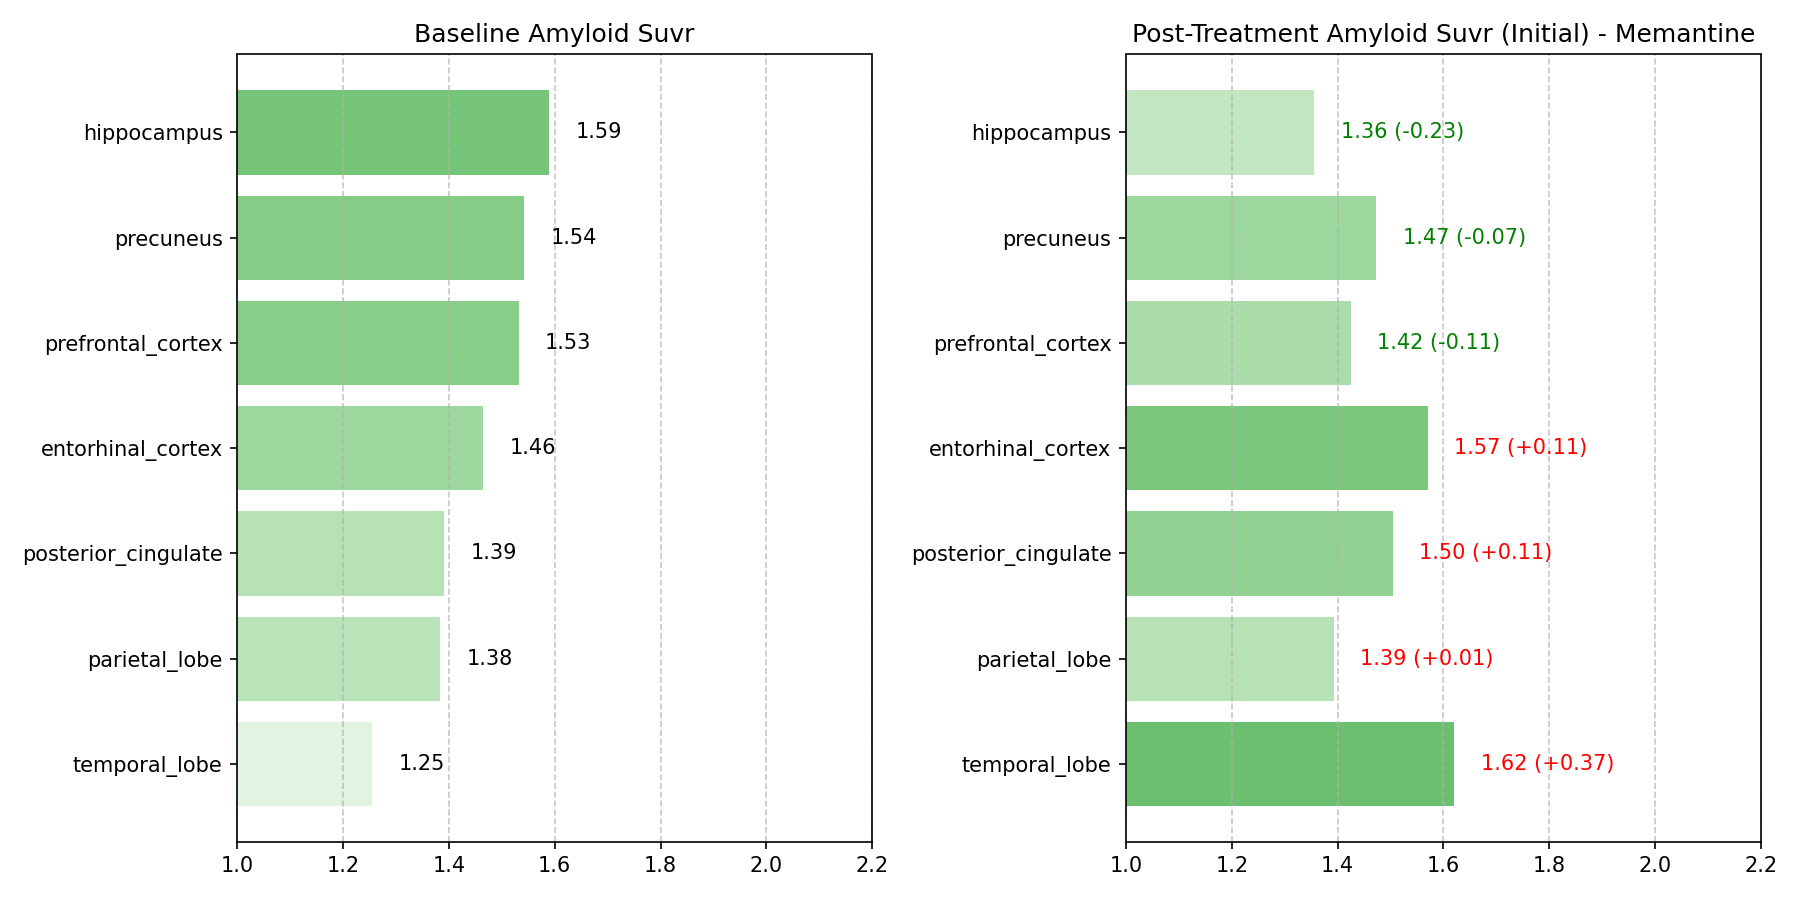 Baseline Amyloid Suvr
hippocampus
1.59
precuneus
1.54
prefrontal_cortex
1.53
entorhinal_cortex
1.46
posterior_cingulate
1.39
parietal_lobe
1.38
temporal_lobe
1.25
1.0 1.2 1.4 1.6 1.8 2.0 2.2
Post-Treatment Amyloid Suvr (Initial) - Memantine
hippocampus
1.36 (-0.23)
precuneus
1.47 (-0.07)
prefrontal_cortex
1.42 (-0.11)
entorhinal_cortex
1.57 (+0.11)
posterior_cingulate
1.50 (+0.11)
parietal_lobe
1.39 (+0.01)
temporal_lobe
1.62 (+0.37)
1.0 1.2 1.4 1.6 1.8 2.0 2.2